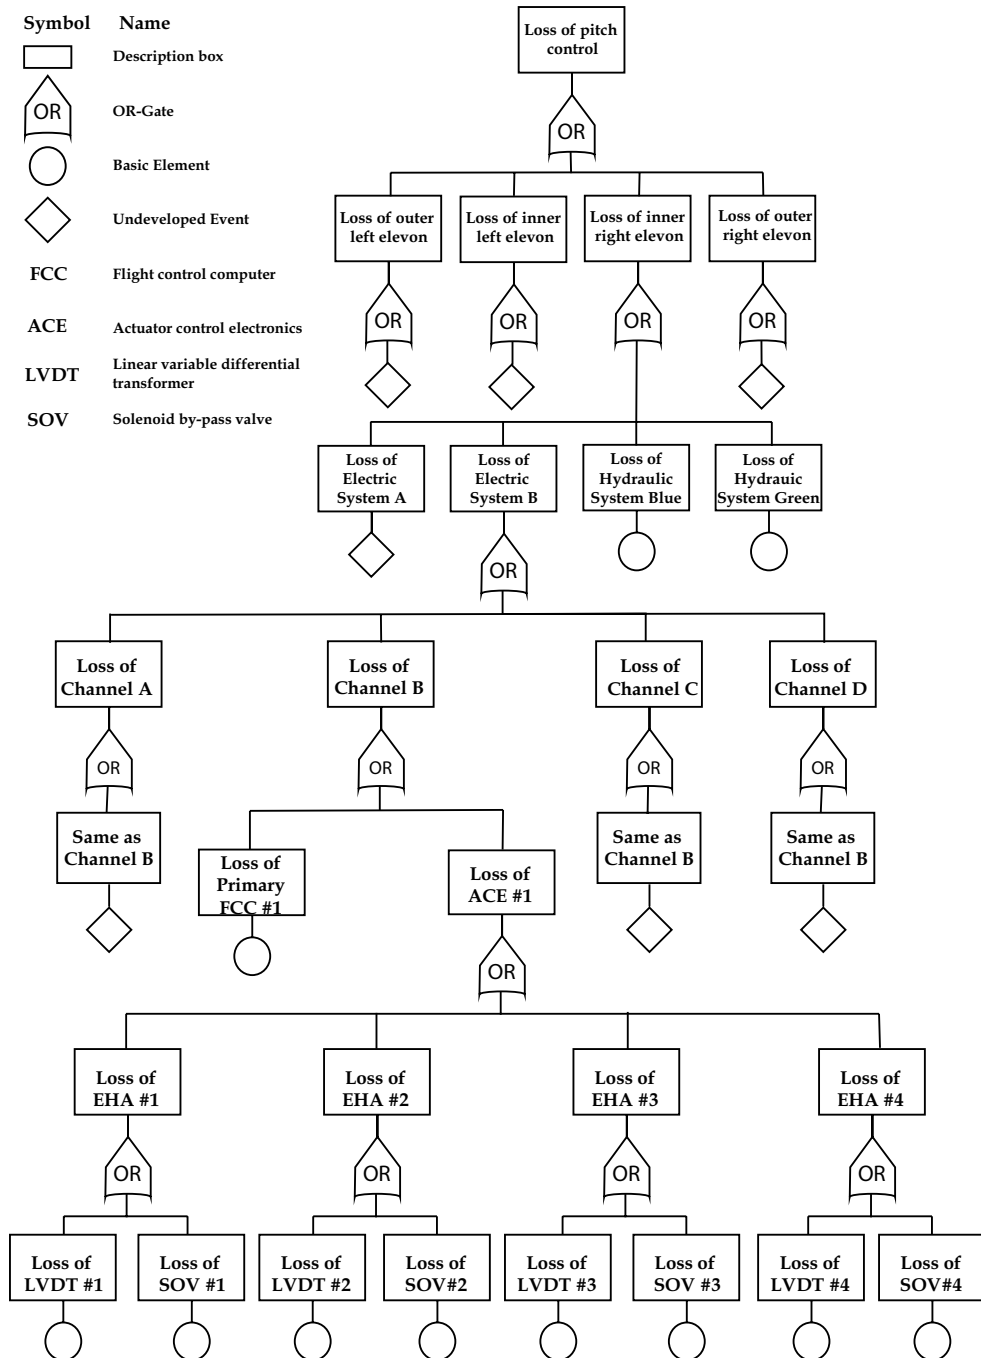 Symbol Name
Description box
OR
OR-Gate
Basic Element
Undeveloped Event
FCC Flight control computer
ACE Actuator control electronics
LVDT Linear variable differential
transformer
SOV Solenoid by-pass valve
Loss of pitch
control
OR
Loss of outer
left elevon
Loss of inner
left elevon
Loss of inner
right elevon
Loss of outer
right elevon
OR
OR
OR
OR
Loss of
Electric
System A
Loss of
Electric
System B
Loss of
Hydraulic
System Blue
Loss of
Hydrauic
System Green
OR
Loss of
Channel A
Loss of
Channel B
Loss of
Channel C
Loss of
Channel D
OR
OR
OR
OR
Same as
Channel B
Same as
Channel B
Same as
Channel B
Loss of
Primary
FCC #1
Loss of
ACE #1
OR
Loss of
EHA #1
Loss of
EHA #2
Loss of
EHA #3
Loss of
EHA #4
OR
OR
OR
OR
Loss of
LVDT #1
Loss of
SOV #1
Loss of
LVDT #2
Loss of
SOV#2
Loss of
LVDT #3
Loss of
SOV #3
Loss of
LVDT #4
Loss of
SOV#4